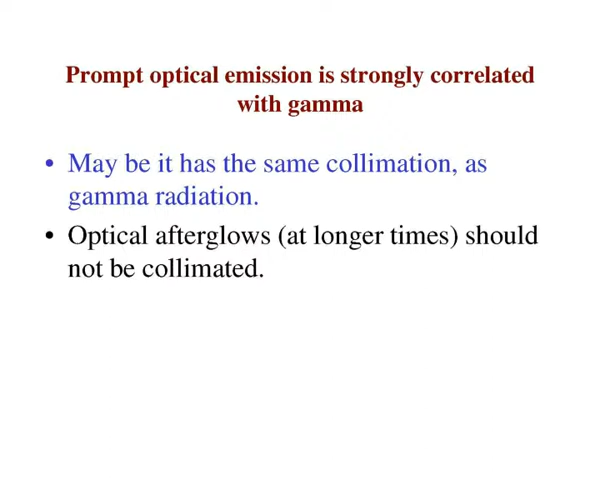 Prompt optical emission is strongly correlated
with gamma
• May be it has the same collimation, as
gamma radiation.
• Optical afterglows (at longer times) should
not be collimated.